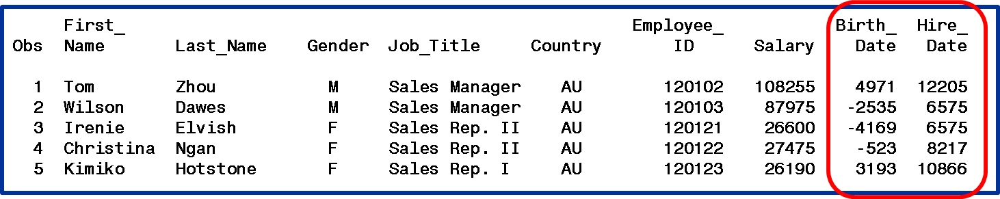 First_                                                  Employee_           Birth_  Hire_
Obs Name       Last_Name    Gender  Job_Title      Country      ID      Salary    Date   Date
1 Tom        Zhou           M     Sales Manager     AU       120102   108255    4971  12205
2 Wilson     Dawes          M     Sales Manager     AU       120103    87975   -2535   6575
3 Irenie     Elvish         F     Sales Rep. II     AU       120121    26600   -4169   6575
4 Christina  Ngan           F     Sales Rep. II     AU       120122    27475    -523   8217
5 Kimiko     Hotstone       F     Sales Rep. I      AU       120123    26190    3193  10866